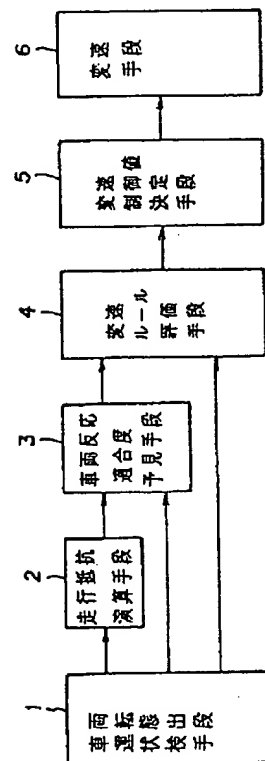 1
車両
運転
状態
検出
手段
2
走行抵抗
演算手段
3
車両反応
適合度
予見手段
4
変速
ルール
評価
手段
5
変速
制御値
決定
手段
6
変速
手段